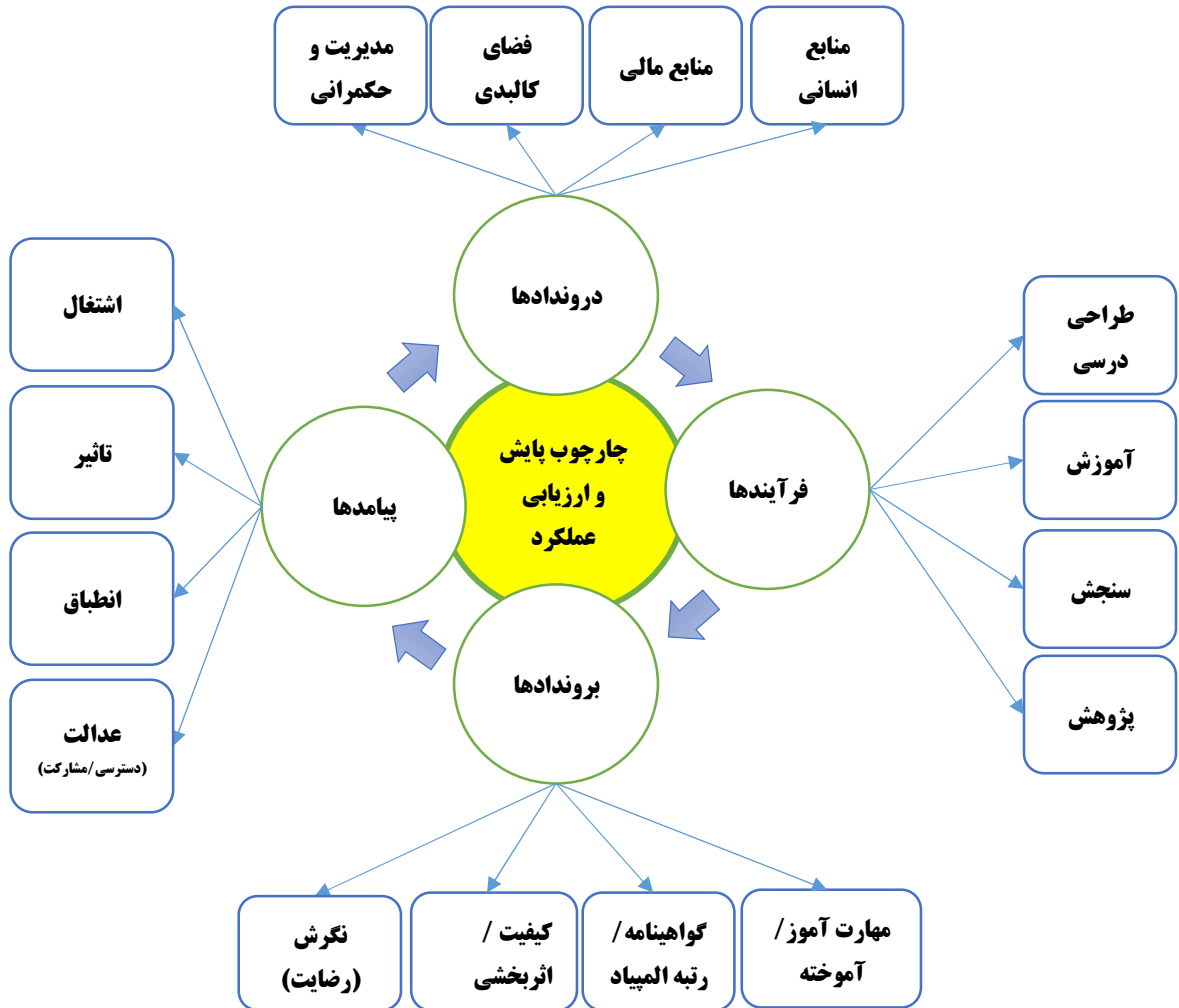 منابع
انسانی
منابع مالی
فضای
کالبدی
مدیریت و
حکمرانی
دروندادها
طراحی
درسی
آموزش
سنجش
پژوهش
فرآیندها
چارچوب پایش
و ارزیابی
عملکرد
پیامدها
اشتغال
تاثیر
انطباق
عدالت
(دسترسی/مشارکت)
بروندادها
مهارت آموز/
آموخته
گواهینامه/
رتبه المپیاد
کیفیت /
اثربخشی
نگرش
(رضایت)